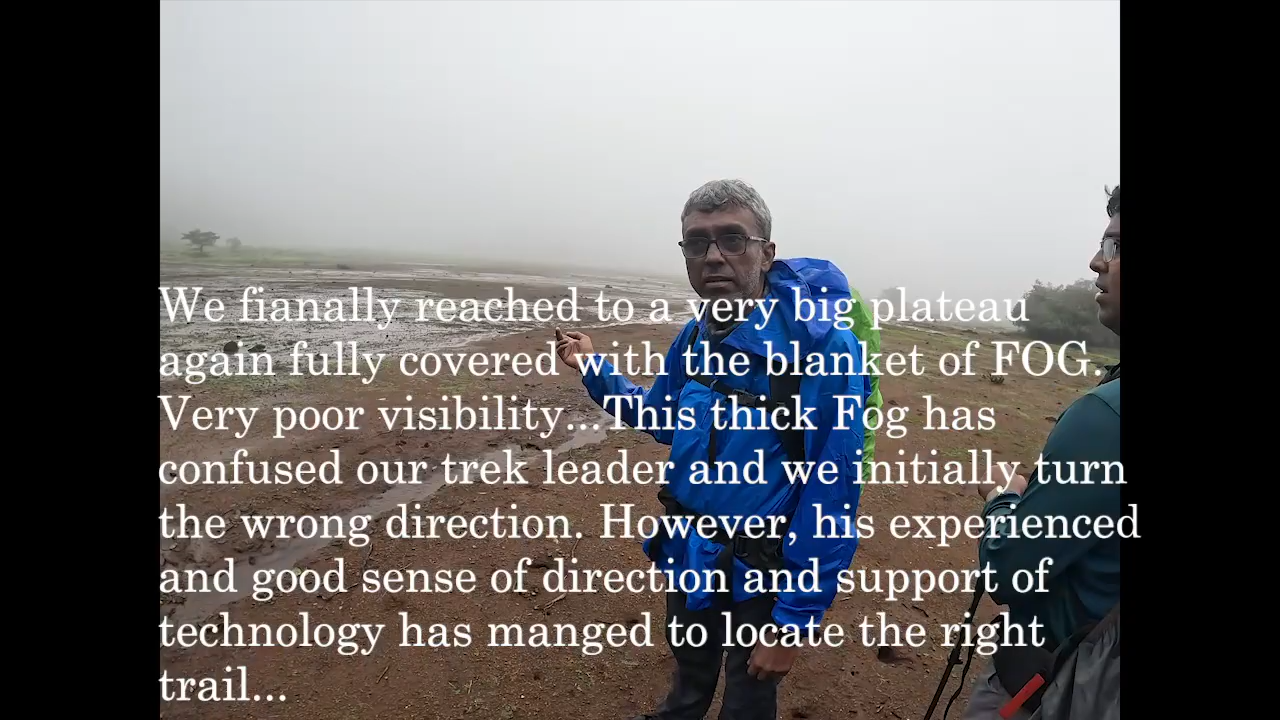 We fianally reached to a very big plateau
again fully covered with the blanket of FOG.
Very poor visibility...This thick Fog has
confused our trek leader and we initially turn
the wrong direction. However, his experienced
and good sense of direction and support of
technology has manged to locate the right
trail...